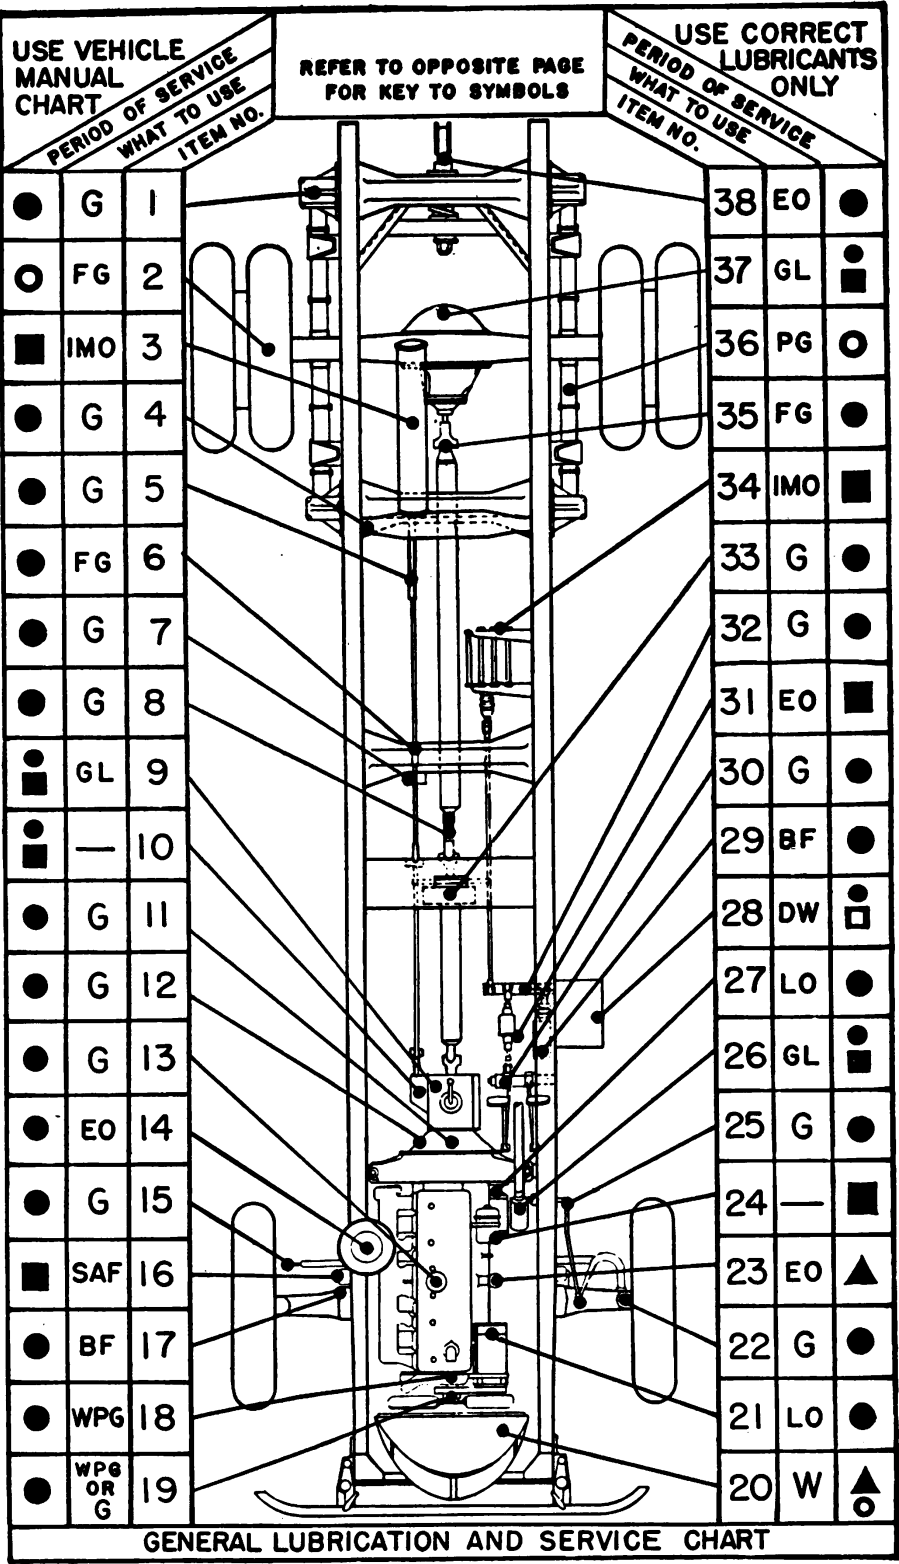 USE VEHICLE
MANUAL
CHART
PERIOD OF SERVICE
WHAT TO USE
ITEM NO.
REFER TO OPPOSITE PAGE
FOR KEY TO SYMBOLS
USE CORRECT
LUBRICANTS
ONLY
PERIOD OF SERVICE
WHAT TO USE
ITEM NO.
G 1
FG 2
IMO 3
G 4
G 5
FG 6
G 7
G 8
GL 9
— 10
G 11
G 12
G 13
EO 14
G 15
SAF 16
BF 17
WPG 18
WPG
OR
G 19
38 EO
37 GL
36 PG
35 FG
34 IMO
33 G
32 G
31 EO
30 G
29 BF
28 DW
27 LO
26 GL
25 G
24 —
23 EO
22 G
21 LO
20 W
GENERAL LUBRICATION AND SERVICE CHART